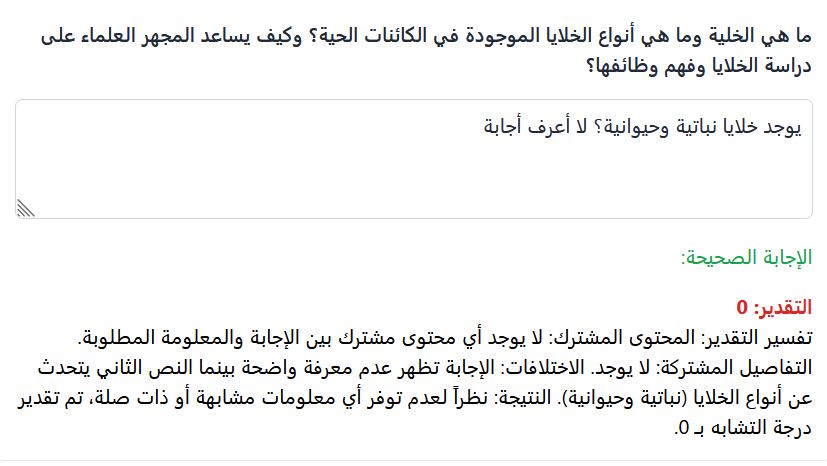 ما هي الخلية وما هي أنواع الخلايا الموجودة في الكائنات الحية؟ وكيف يساعد المجهر العلماء على
دراسة الخلايا وفهم وظائفها؟
يوجد خلايا نباتية وحيوانية؟ لا أعرف أجابة
الإجابة الصحيحة:
التقدير: 0
تفسير التقدير: المحتوى المشترك: لا يوجد أي محتوى مشترك بين الإجابة والمعلومة المطلوبة.
التفاصيل المشتركة: لا يوجد. الاختلافات: الإجابة تظهر عدم معرفة واضحة بينما النص الثاني يتحدث
عن أنواع الخلايا (نباتية وحيوانية). النتيجة: نظراً لعدم توفر أي معلومات مشابهة أو ذات صلة، تم تقدير
درجة التشابه بـ 0.